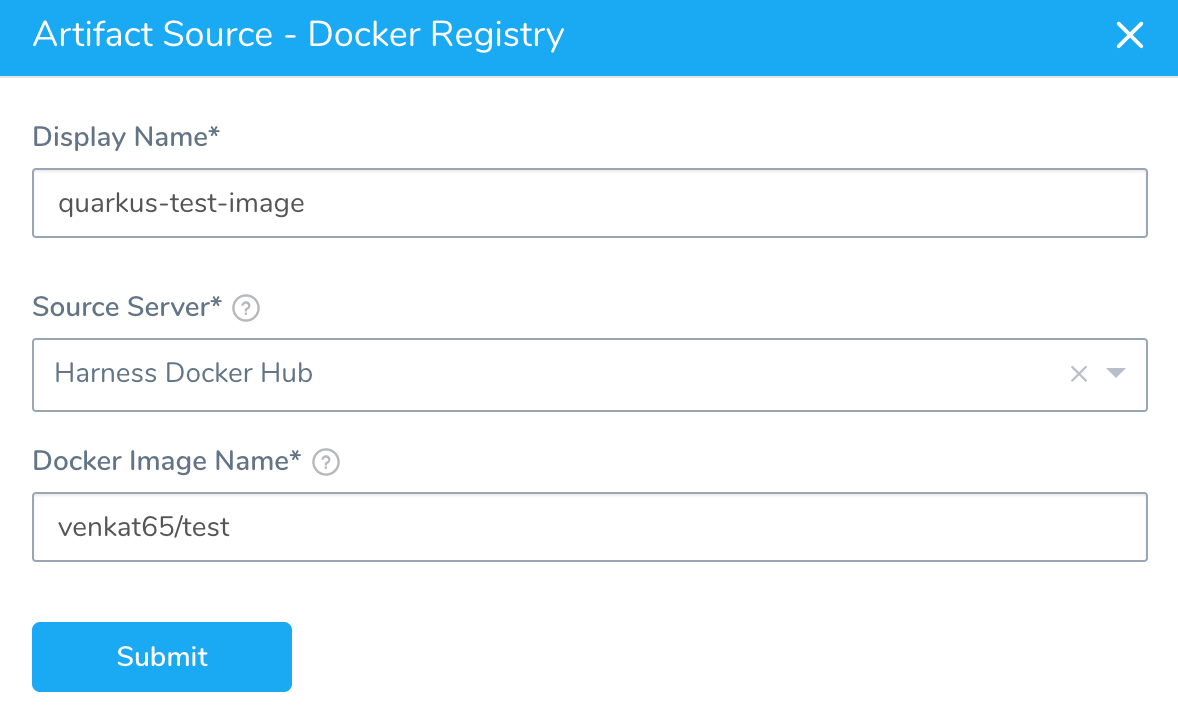 Artifact Source - Docker Registry
Display Name*
quarkus-test-image
Source Server* ?
Harness Docker Hub
Docker Image Name* ?
venkat65/test
Submit